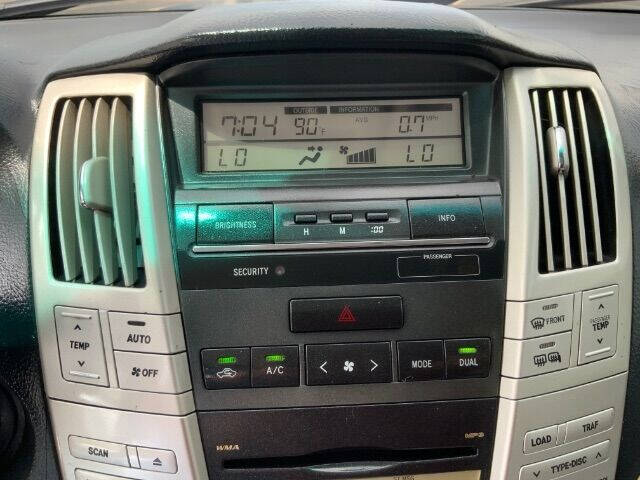 OUTSIDE INFORMATION
7:04 90F AVG 0.7 MPH
LO LO
BRIGHTNESS H M :00 INFO
SECURITY PASSENGER
TEMP AUTO
OFF
FRONT
PASSENGER
TEMP
A/C MODE DUAL
WMA MP3
SCAN
LOAD TRAF
TYPE·DISC